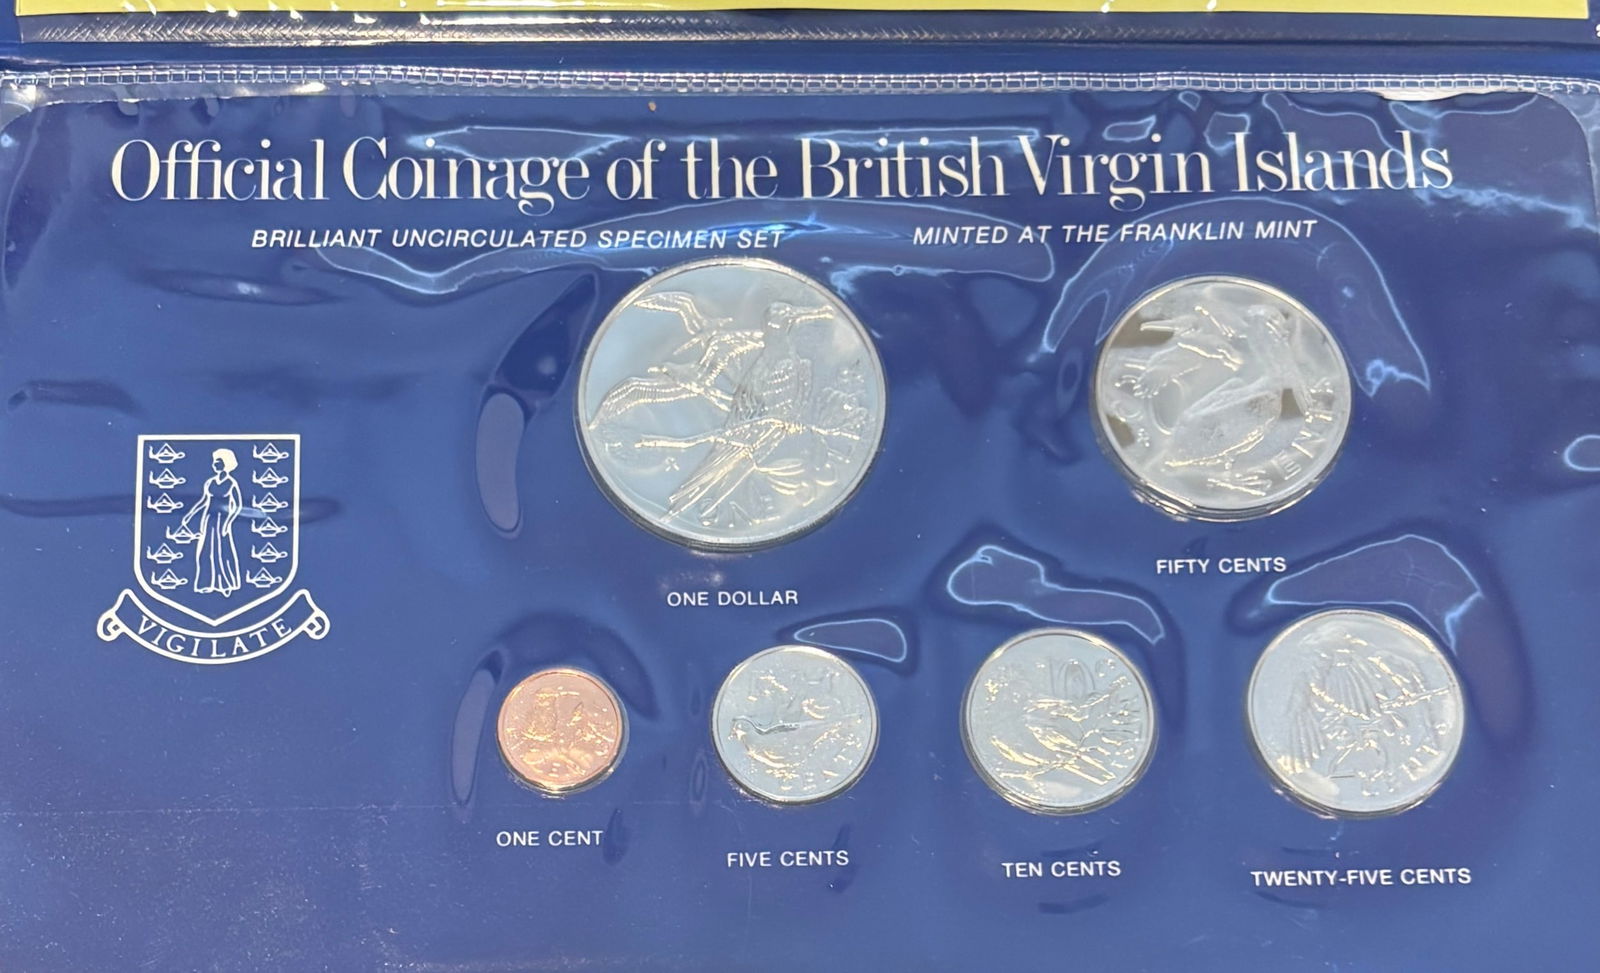 Official Coinage of the British Virgin Islands
BRILLIANT UNCIRCULATED SPECIMEN SET MINTED AT THE FRANKLIN MINT
VIGILATE
ONE DOLLAR
FIFTY CENTS
ONE CENT
FIVE CENTS
TEN CENTS
TWENTY-FIVE CENTS
10